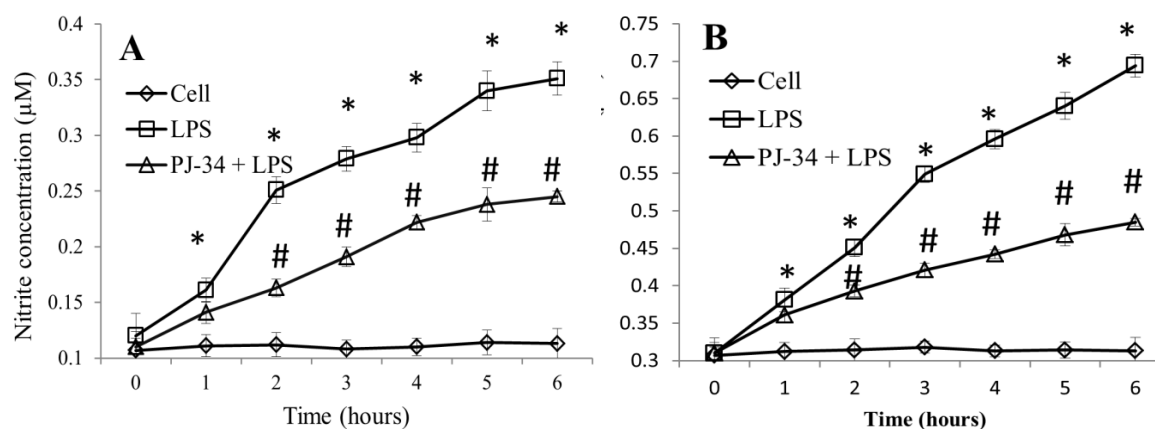 A
Nitrite concentration (µM)
0.4
0.35
0.3
0.25
0.2
0.15
0.1
Cell
LPS
PJ-34 + LPS
* * * * * *
# # # # #
0 1 2 3 4 5 6
Time (hours)
B
0.7
0.65
0.6
0.55
0.5
0.45
0.4
0.35
0.3
Cell
LPS
PJ-34 + LPS
* * * * * *
# # # # #
0 1 2 3 4 5 6
Time (hours)